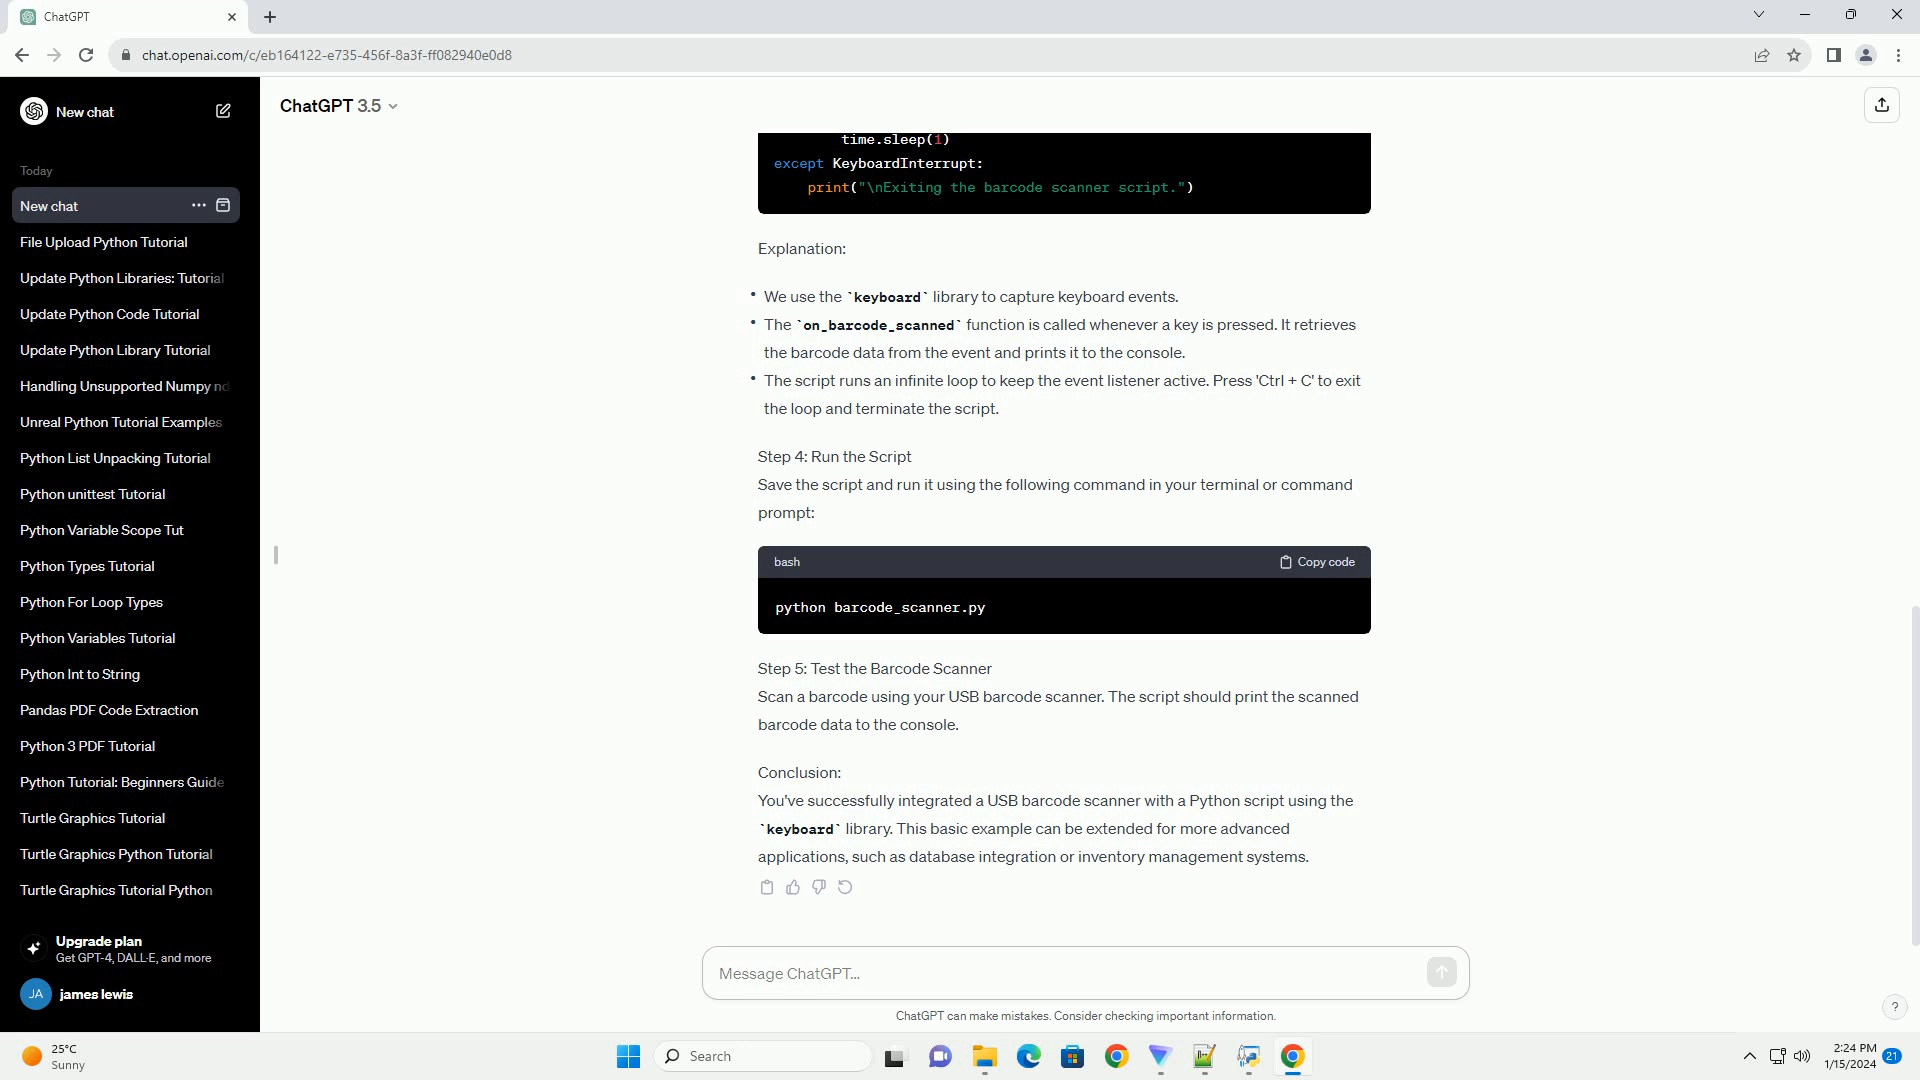 ChatGPT
chat.openai.com/c/eb164122-e735-456f-8a3f-ff082940e0d8
New chat
ChatGPT 3.5
Today
New chat
File Upload Python Tutorial
Update Python Libraries: Tutorial
Update Python Code Tutorial
Update Python Library Tutorial
Handling Unsupported Numpy nd
Unreal Python Tutorial Examples
Python List Unpacking Tutorial
Python unittest Tutorial
Python Variable Scope Tut
Python Types Tutorial
Python For Loop Types
Python Variables Tutorial
Python Int to String
Pandas PDF Code Extraction
Python 3 PDF Tutorial
Python Tutorial: Beginners Guide
Turtle Graphics Tutorial
Turtle Graphics Python Tutorial
Turtle Graphics Tutorial Python
Upgrade plan
Get GPT-4, DALL·E, and more
JA james lewis
time.sleep(1)
except KeyboardInterrupt:
print("\nExiting the barcode scanner script.")
Explanation:
• We use the `keyboard` library to capture keyboard events.
• The `on_barcode_scanned` function is called whenever a key is pressed. It retrieves
the barcode data from the event and prints it to the console.
• The script runs an infinite loop to keep the event listener active. Press 'Ctrl + C' to exit
the loop and terminate the script.
Step 4: Run the Script
Save the script and run it using the following command in your terminal or command
prompt:
bash Copy code
python barcode_scanner.py
Step 5: Test the Barcode Scanner
Scan a barcode using your USB barcode scanner. The script should print the scanned
barcode data to the console.
Conclusion:
You've successfully integrated a USB barcode scanner with a Python script using the
`keyboard` library. This basic example can be extended for more advanced
applications, such as database integration or inventory management systems.
Message ChatGPT...
ChatGPT can make mistakes. Consider checking important information.
?
25°C
Sunny
Search
2:24 PM
1/15/2024
21